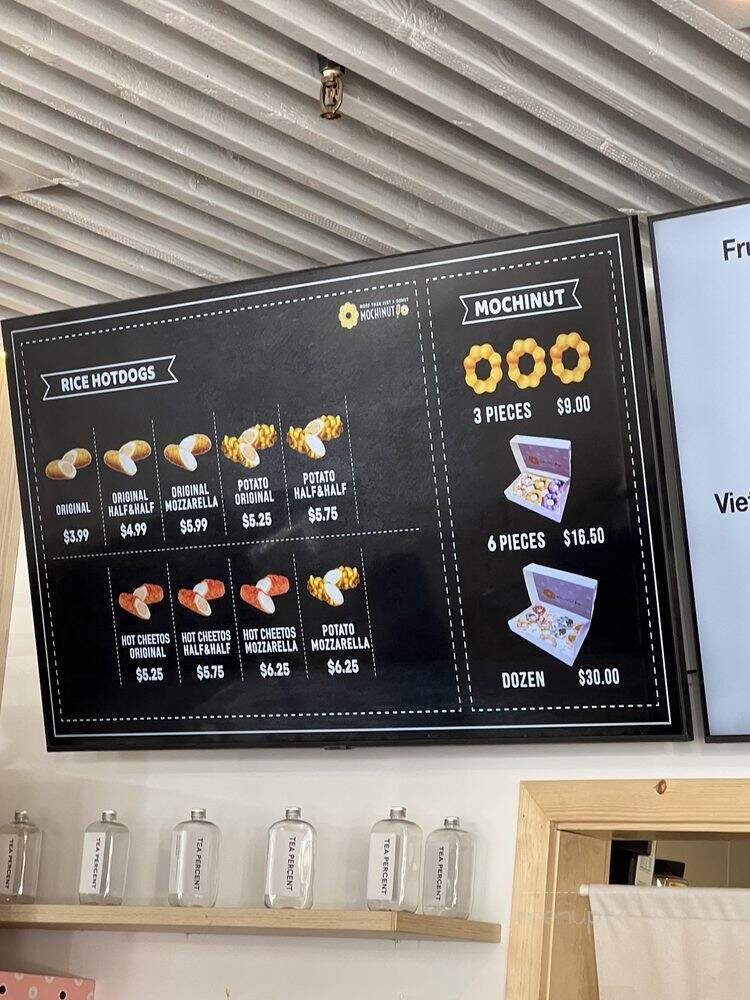 MORE THAN JUST A DONUT
MOCHINUT
RICE HOTDOGS
ORIGINAL
$3.99
ORIGINAL
HALF&HALF
$4.99
ORIGINAL
MOZZARELLA
$5.99
POTATO
ORIGINAL
$5.25
POTATO
HALF&HALF
$5.75
HOT CHEETOS
ORIGINAL
$5.25
HOT CHEETOS
HALF&HALF
$5.75
HOT CHEETOS
MOZZARELLA
$6.25
POTATO
MOZZARELLA
$6.25
MOCHINUT
3 PIECES $9.00
6 PIECES $16.50
DOZEN $30.00
Fru
Vie
TEA PERCENT
TEA PERCENT
TEA PERCENT
TEA PERCENT
TEA PERCENT
TEA PERCENT